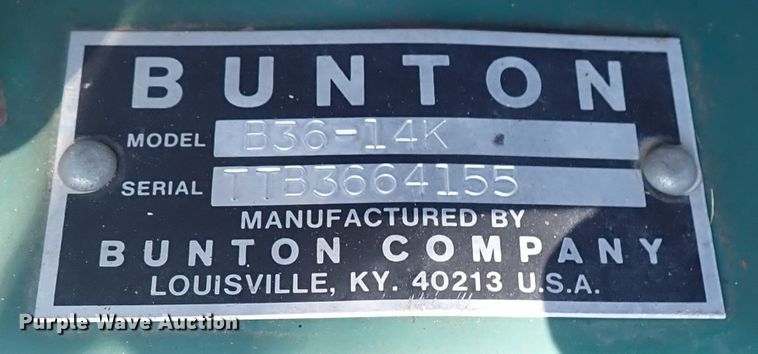 BUNTON
MODEL B36-14K
SERIAL TTB3664155
MANUFACTURED BY
BUNTON COMPANY
LOUISVILLE, KY. 40213 U.S.A.
Purple Wave Auction